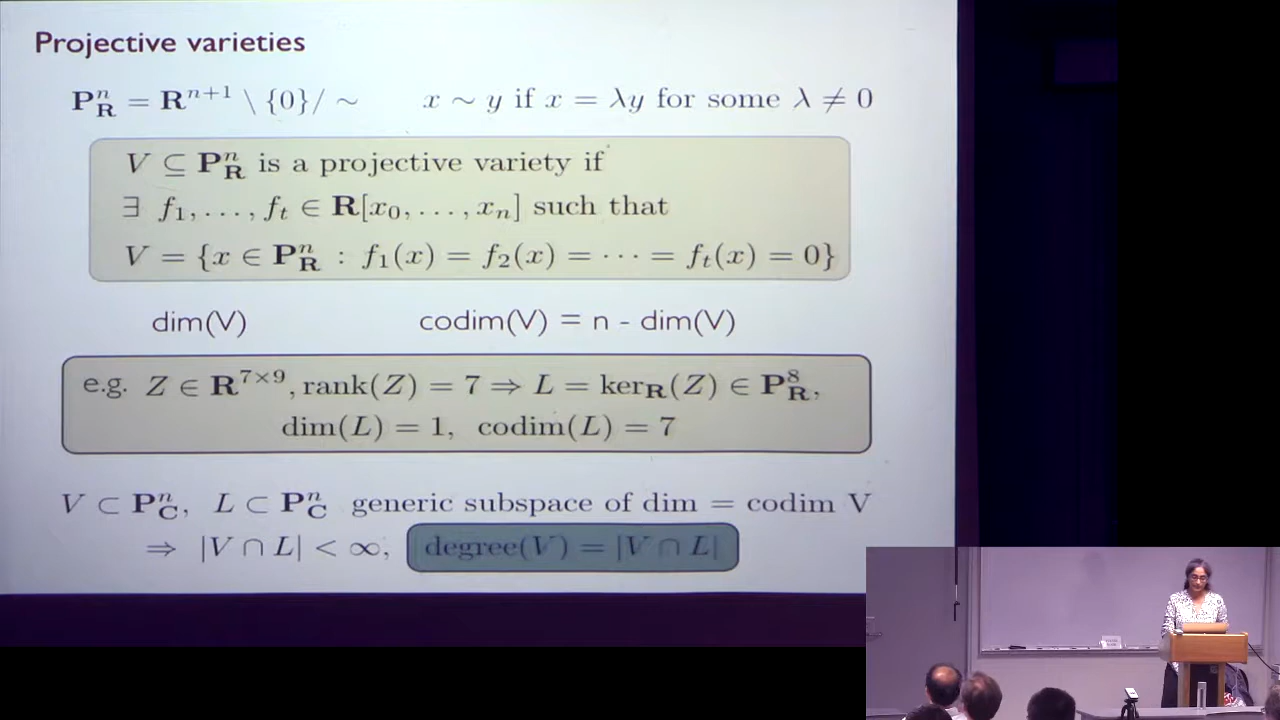 Projective varieties
P^n_R = R^{n+1} \ {0}/ ∼ x ∼ y if x = λy for some λ ≠ 0
V ⊆ P^n_R is a projective variety if
∃ f_1, . . . , f_t ∈ R[x_0, . . . , x_n] such that
V = {x ∈ P^n_R : f_1(x) = f_2(x) = · · · = f_t(x) = 0}
dim(V) codim(V) = n - dim(V)
e.g. Z ∈ R^{7×9}, rank(Z) = 7 ⇒ L = ker_R(Z) ∈ P^8_R,
dim(L) = 1, codim(L) = 7
V ⊂ P^n_C, L ⊂ P^n_C generic subspace of dim = codim V
⇒ |V ∩ L| < ∞, degree(V) = |V ∩ L|